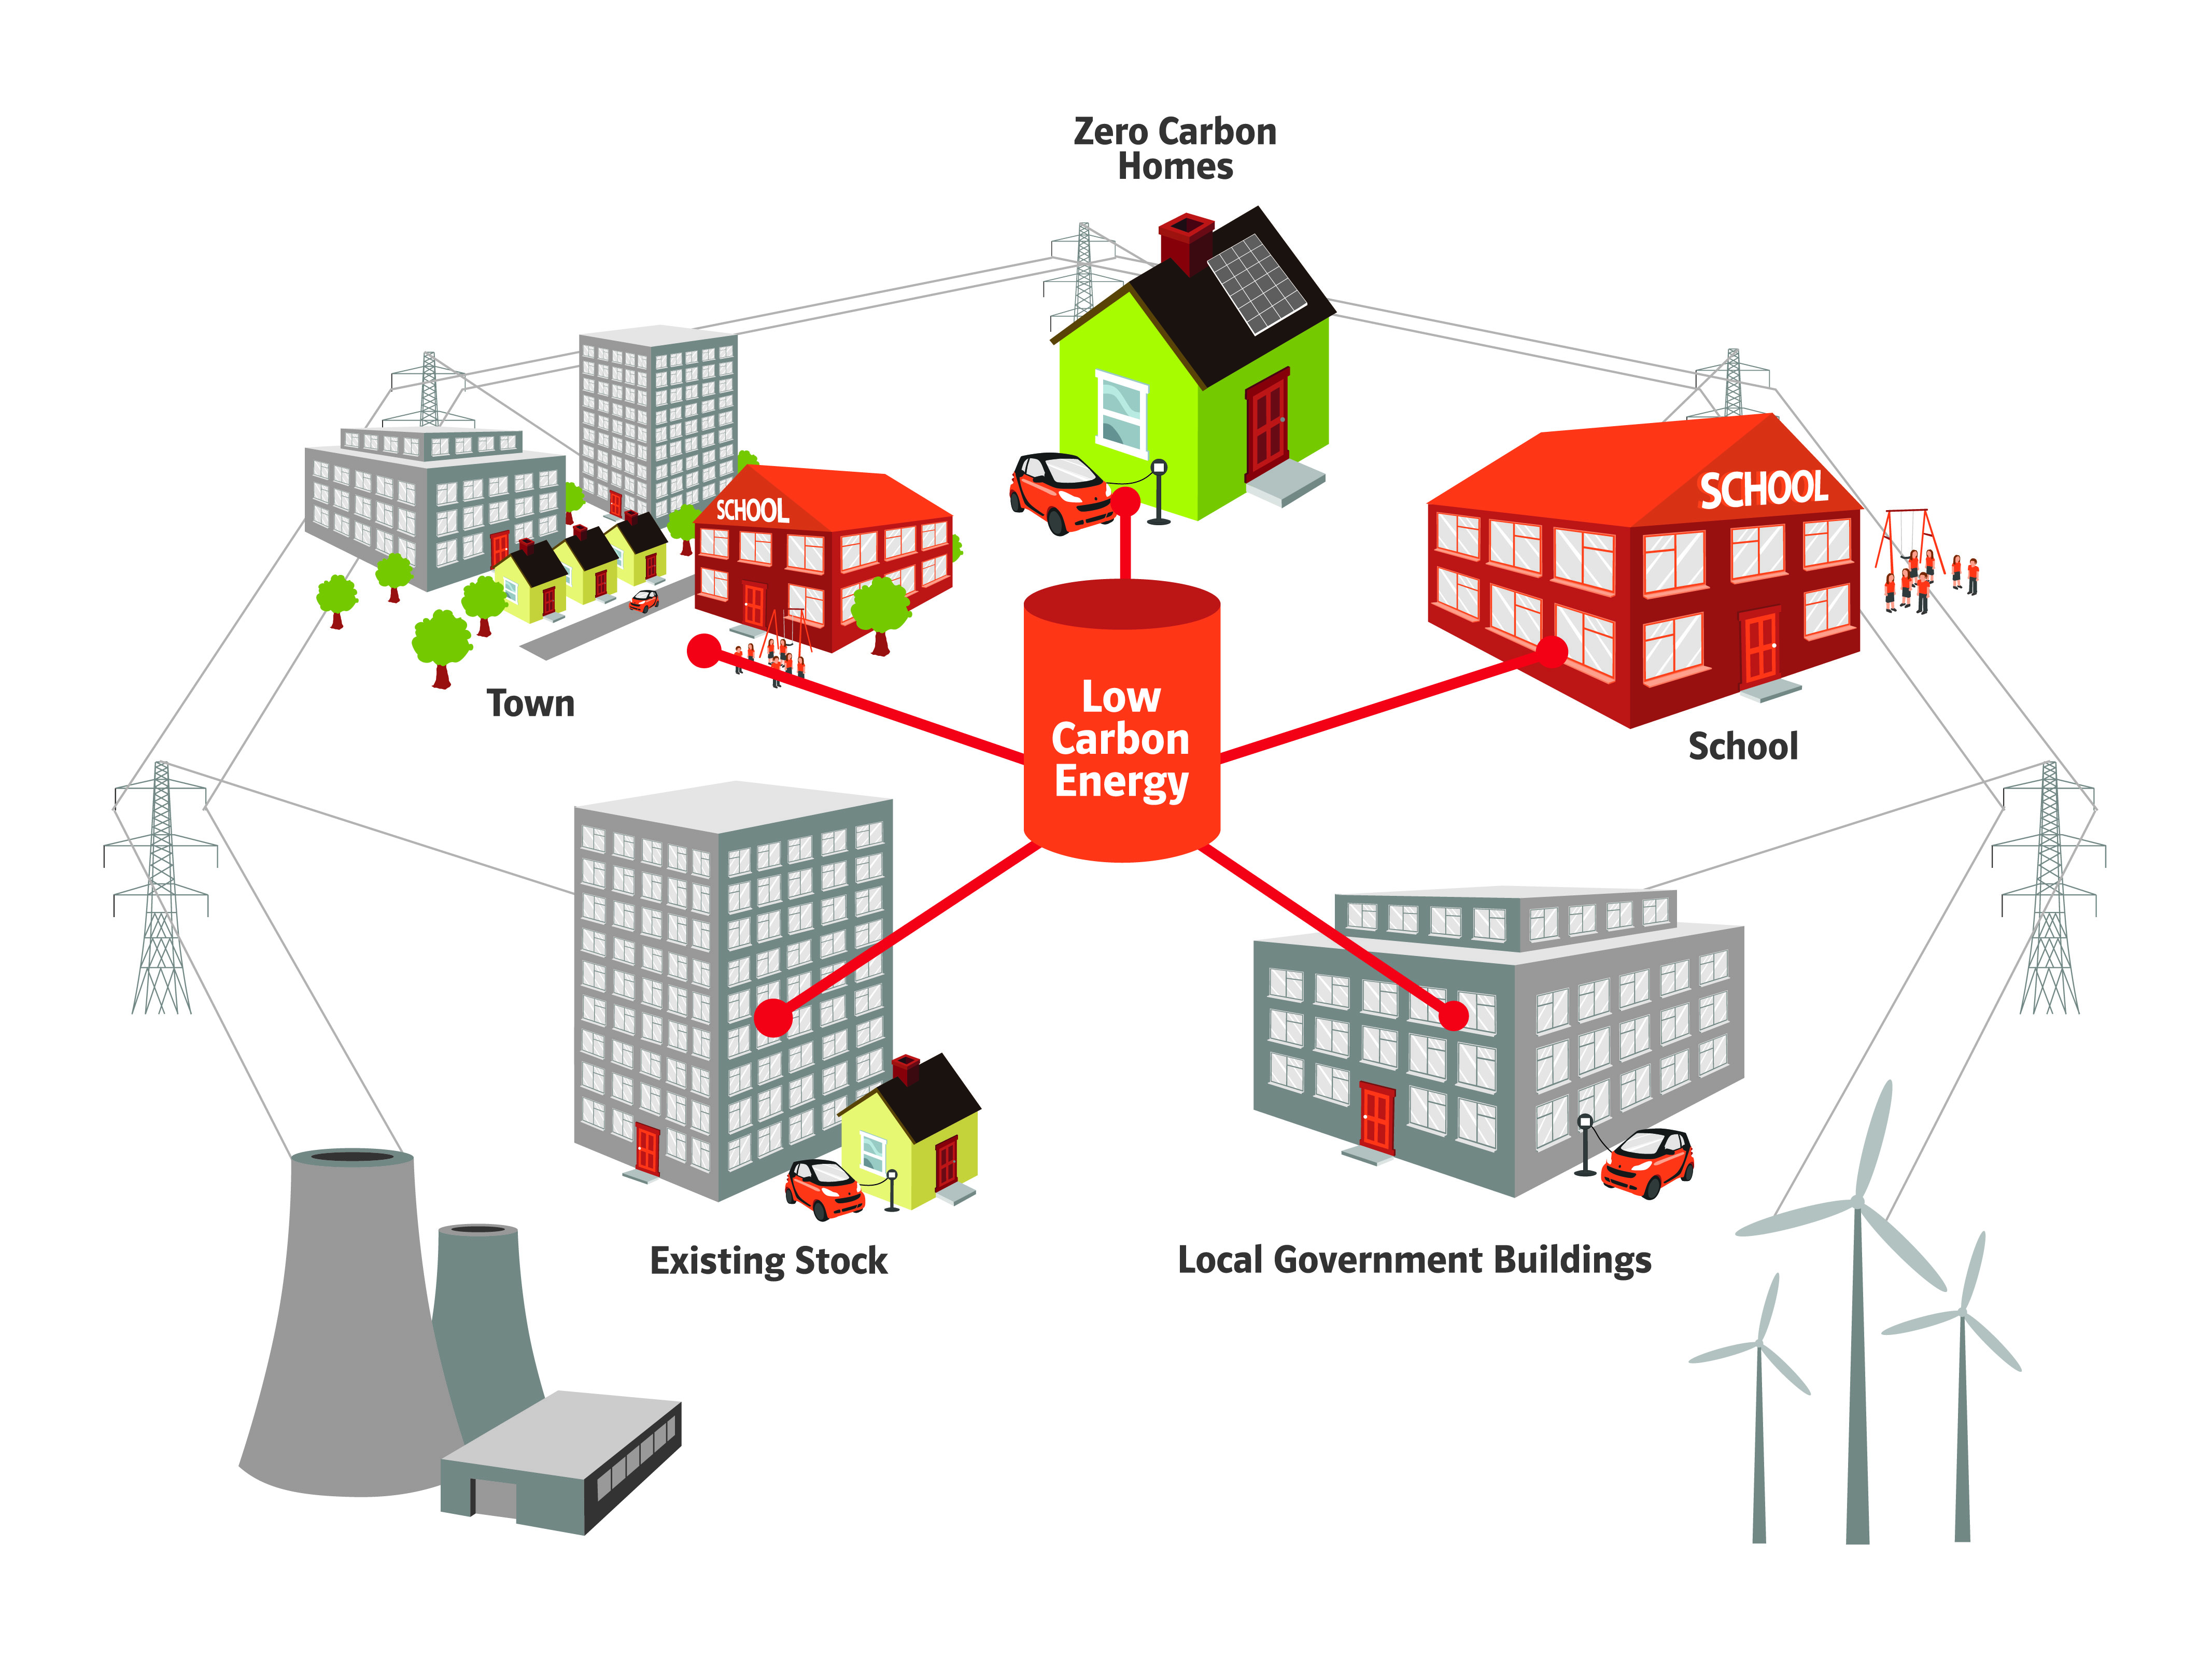 Zero Carbon
Homes
SCHOOL
SCHOOL
Town
Low
Carbon
Energy
School
Existing Stock
Local Government Buildings